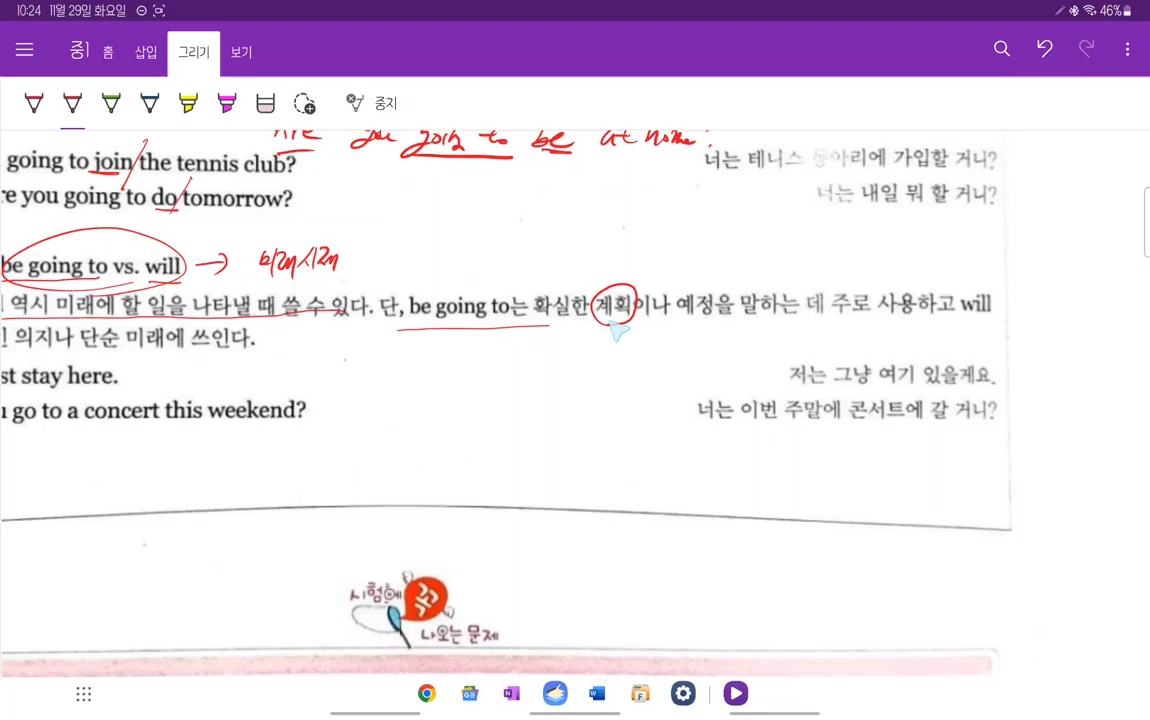 10:24 11월 29일 화요일
46%
중1 홈 삽입 그리기 보기
중지
Are you going to be at home?
going to join the tennis club? 너는 테니스 동아리에 가입할 거니?
re you going to do tomorrow? 너는 내일 뭐 할 거니?
be going to vs. will → 미래시제
역시 미래에 할 일을 나타낼 때 쓸 수 있다. 단, be going to는 확실한 계획이나 예정을 말하는 데 주로 사용하고 will
의지나 단순 미래에 쓰인다.
st stay here. 저는 그냥 여기 있을게요.
go to a concert this weekend? 너는 이번 주말에 콘서트에 갈 거니?
시험에 꼭
나오는 문제